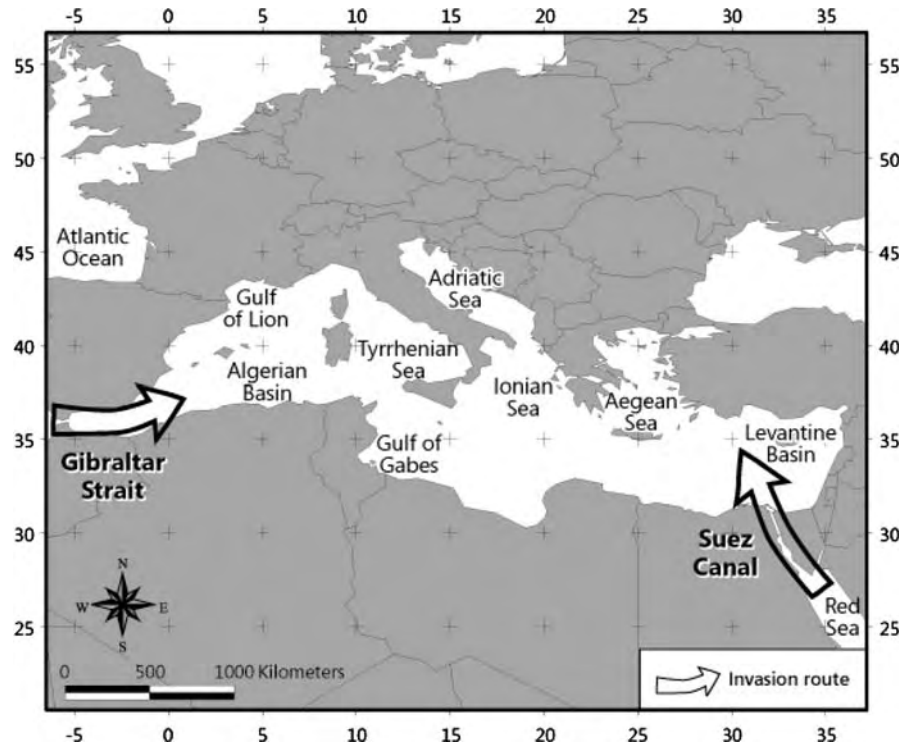 -5 0 5 10 15 20 25 30 35
55 55
50 50
Atlantic
Ocean
45 45
Adriatic
Sea
Gulf
of Lion
40 40
Tyrrhenian
Sea
Algerian
Basin
Ionian
Sea
Aegean
Sea
Levantine
Basin
35 35
Gulf of
Gabes
Gibraltar
Strait
30 30
Suez
Canal
N
W E
S
Red
Sea
25 25
0 500 1000 Kilometers
Invasion route
-5 0 5 10 15 20 25 30 35